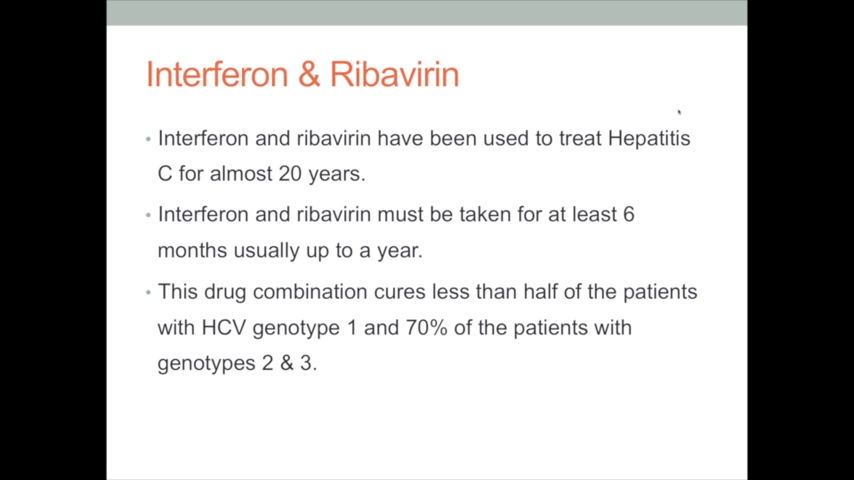 Interferon & Ribavirin
• Interferon and ribavirin have been used to treat Hepatitis
C for almost 20 years.
• Interferon and ribavirin must be taken for at least 6
months usually up to a year.
• This drug combination cures less than half of the patients
with HCV genotype 1 and 70% of the patients with
genotypes 2 & 3.